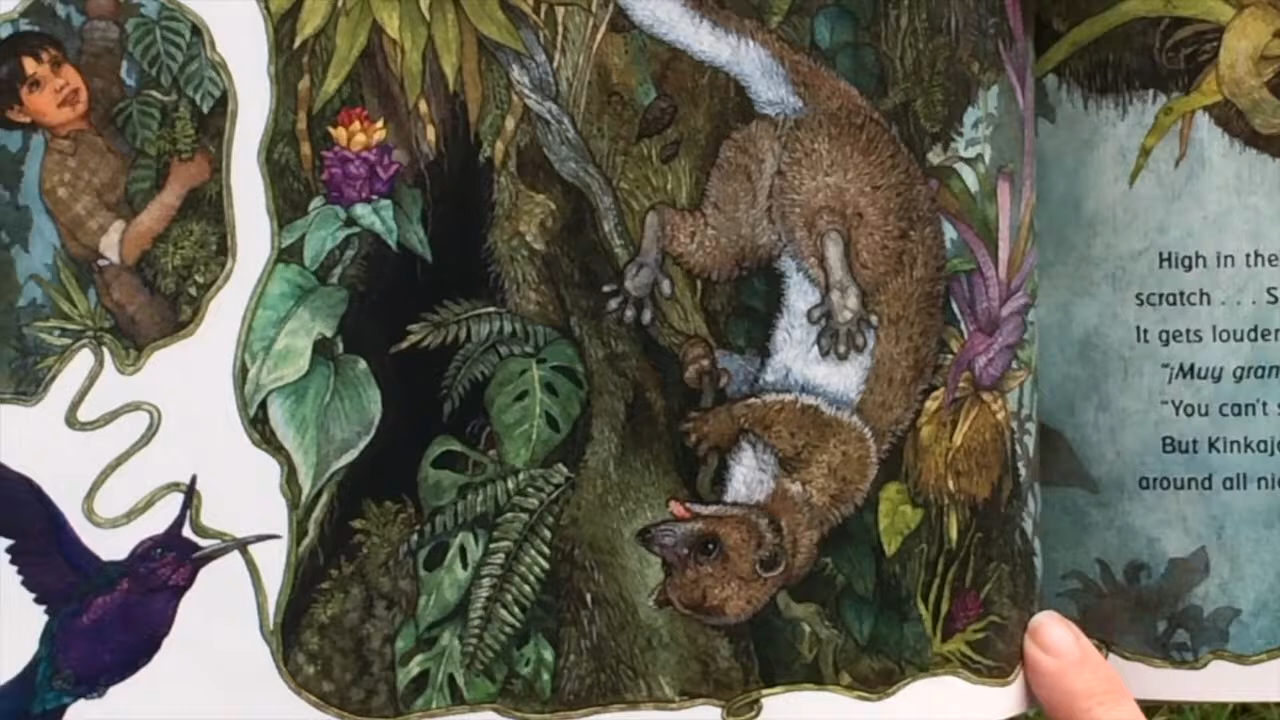 High in the
scratch . . . S
It gets louder
"¡Muy gran
"You can't
But Kinkaj
around all ni